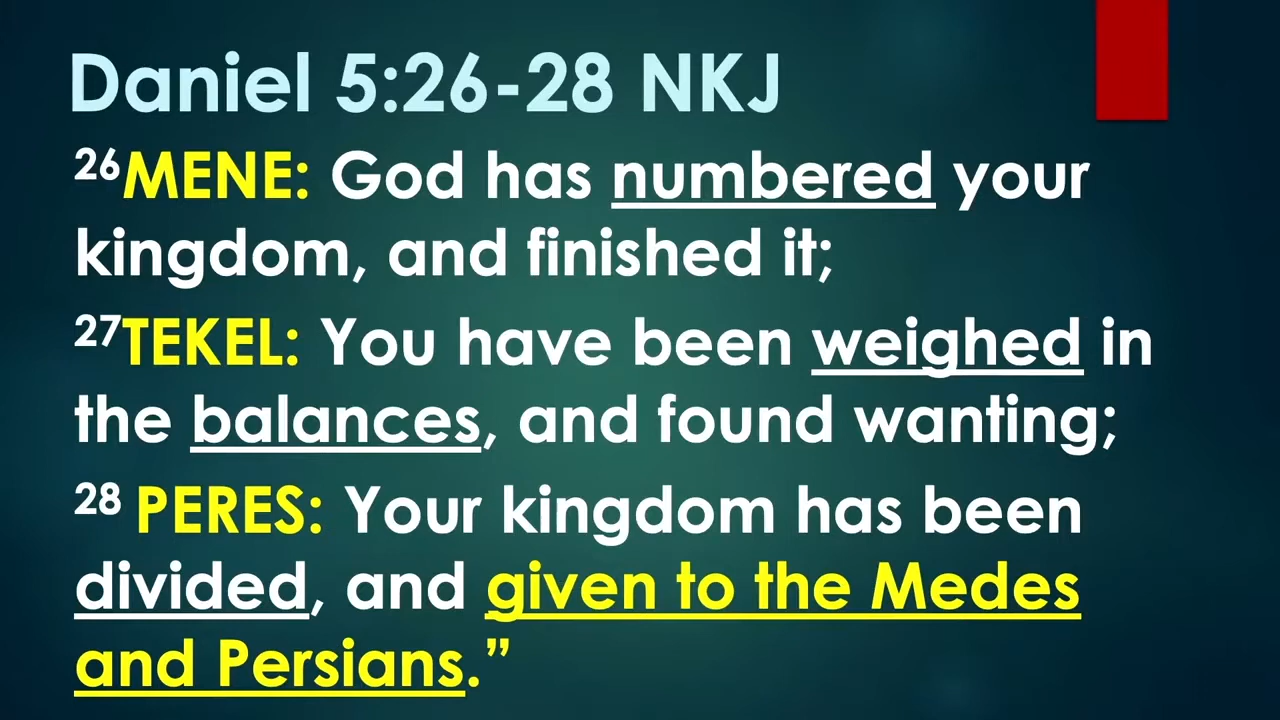 Daniel 5:26-28 NKJ
26MENE: God has numbered your
kingdom, and finished it;
27TEKEL: You have been weighed in
the balances, and found wanting;
28 PERES: Your kingdom has been
divided, and given to the Medes
and Persians.”